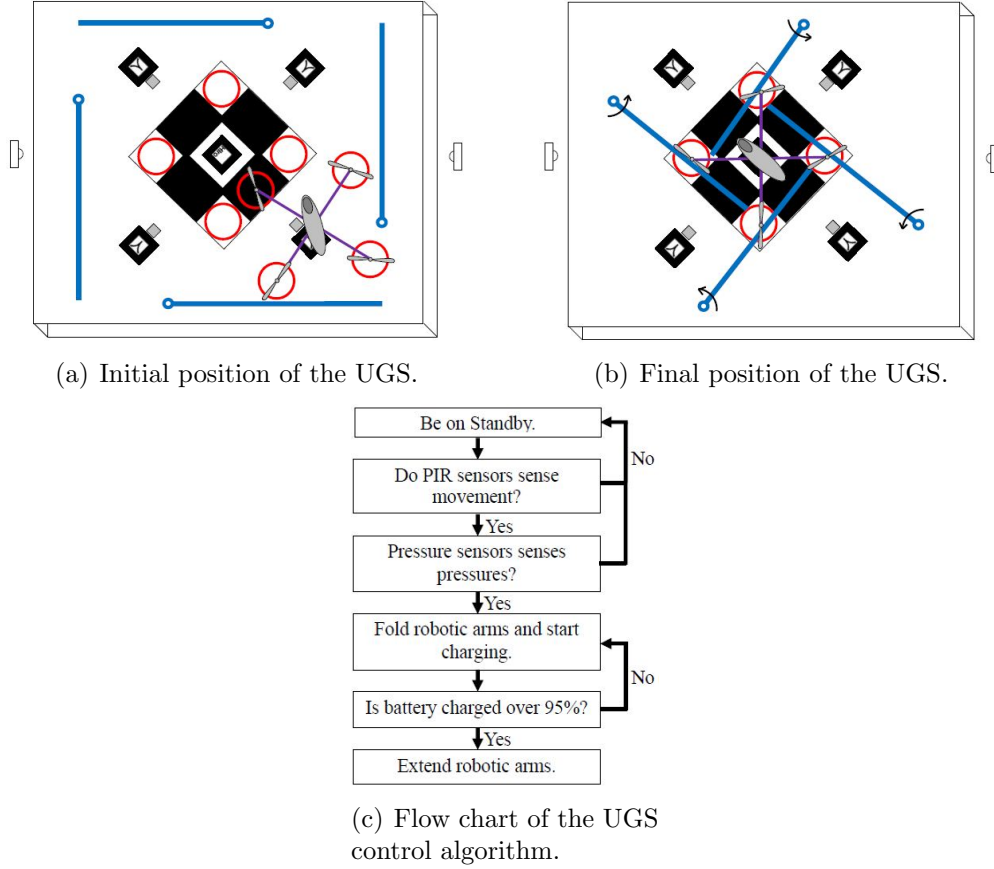 (a) Initial position of the UGS.
(b) Final position of the UGS.
Be on Standby.
No
Do PIR sensors sense
movement?
Yes
Pressure sensors senses
pressures?
Yes
Fold robotic arms and start
charging.
No
Is battery charged over 95%?
Yes
Extend robotic arms.
(c) Flow chart of the UGS
control algorithm.